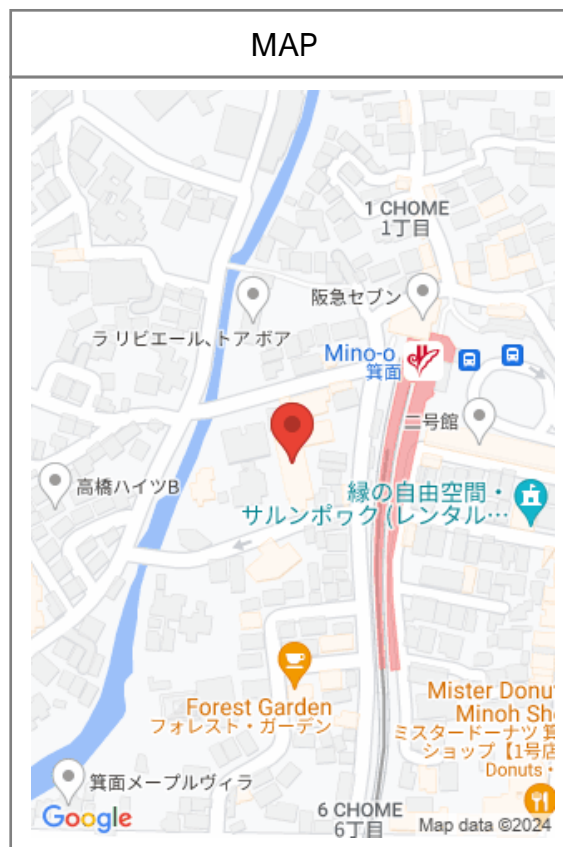 MAP
1 CHOME
1丁目
阪急セブン
ラ リビエール、トア ボア
Mino-o
箕面
二号館
高橋ハイツB
縁の自由空間・
サルンポヮク (レンタル…
Forest Garden
フォレスト・ガーデン
Mister Donut
Minoh Sh
ミスタードーナツ 箕
ショップ【1号店
Donuts・
箕面メープルヴィラ
6 CHOME
6丁目
Google
Map data ©2024